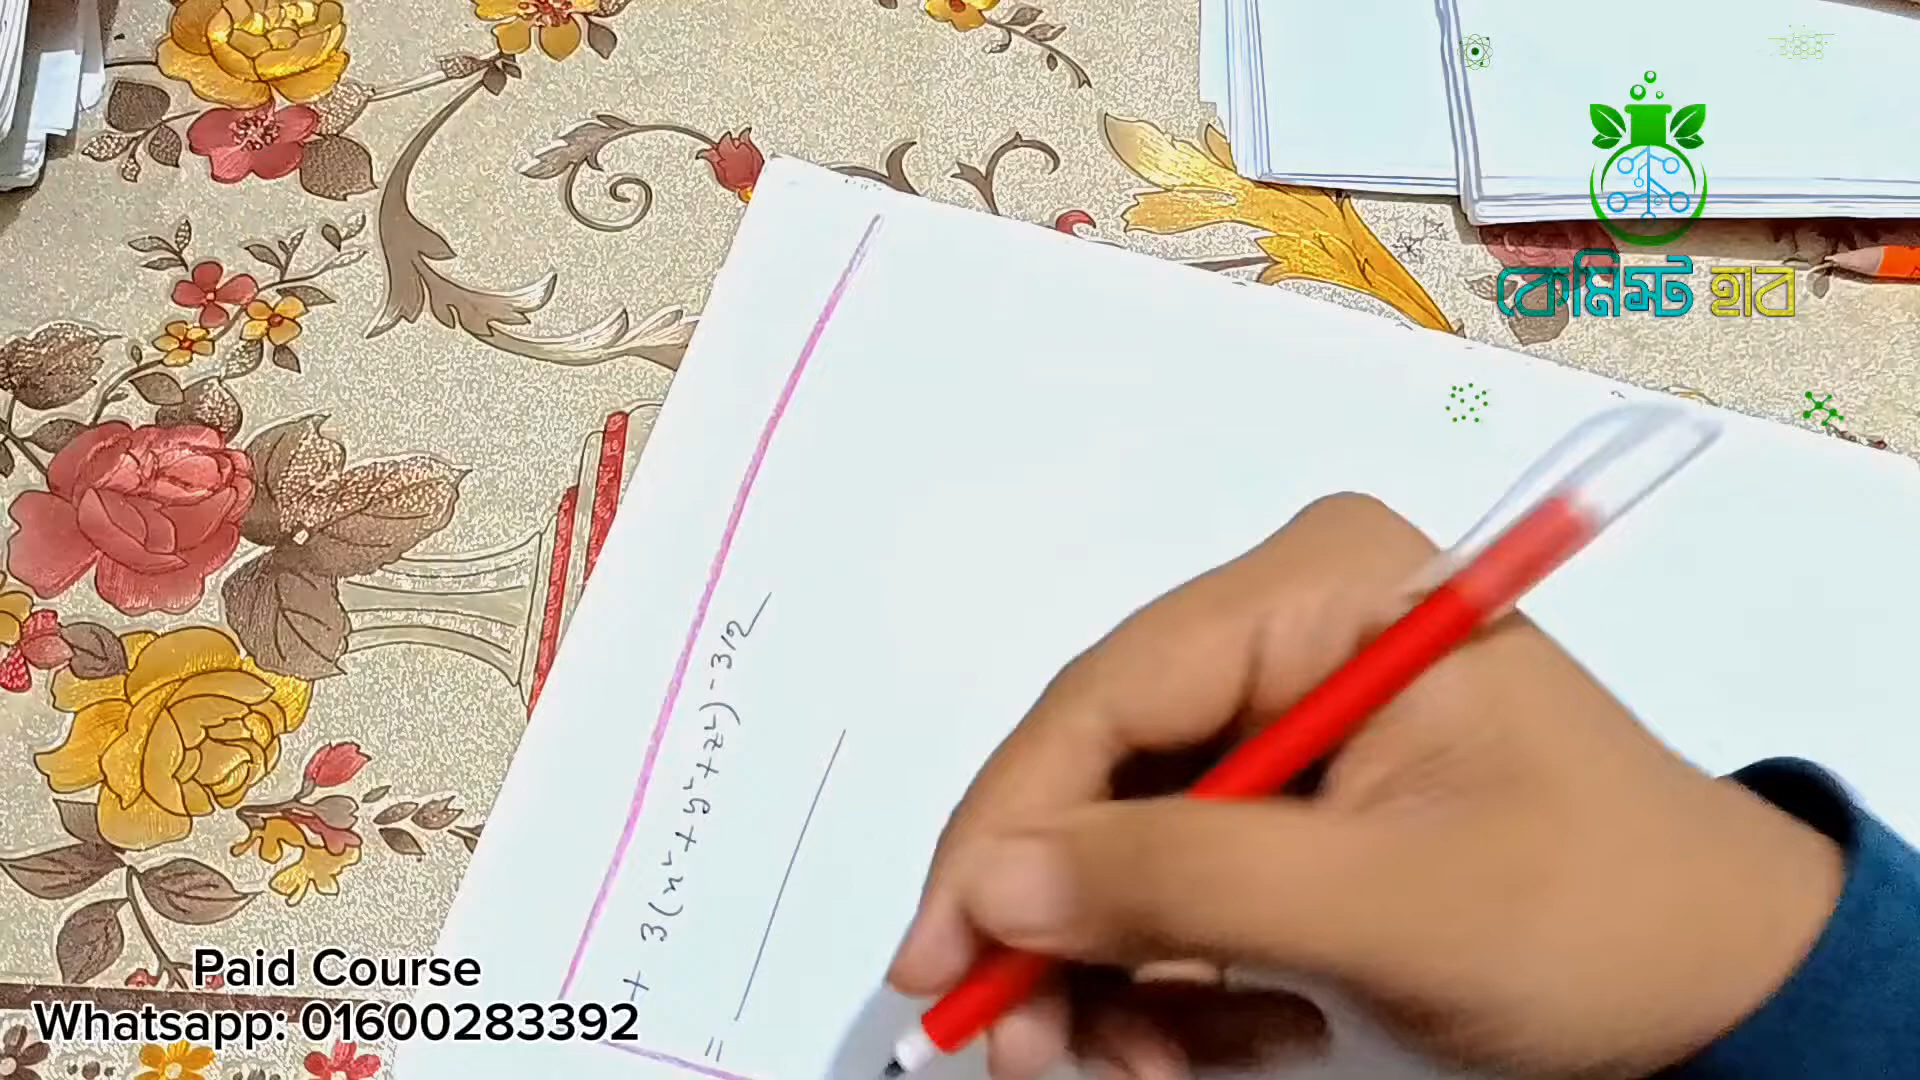 কেমিস্ট হাব
+ 3(x²+y²+z²)-3/2
=
Paid Course
Whatsapp: 01600283392